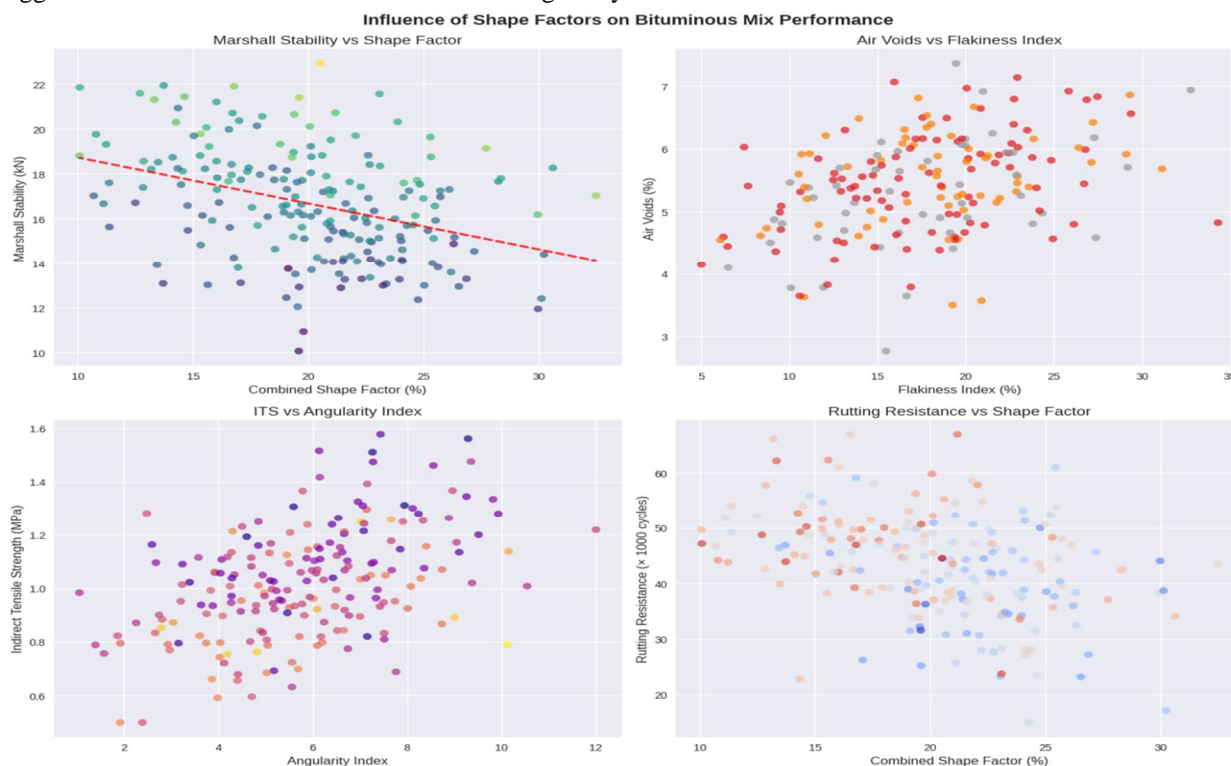 Influence of Shape Factors on Bituminous Mix Performance
Marshall Stability vs Shape Factor
Marshall Stability (kN)
22
20
18
16
14
12
10
10 15 20 25 30
Combined Shape Factor (%)
Air Voids vs Flakiness Index
Air Voids (%)
7
6
5
4
3
5 10 15 20 25 30 35
Flakiness Index (%)
ITS vs Angularity Index
Indirect Tensile Strength (MPa)
1.6
1.4
1.2
1.0
0.8
0.6
2 4 6 8 10 12
Angularity Index
Rutting Resistance vs Shape Factor
Rutting Resistance (× 1000 cycles)
60
50
40
30
20
10 15 20 25 30
Combined Shape Factor (%)